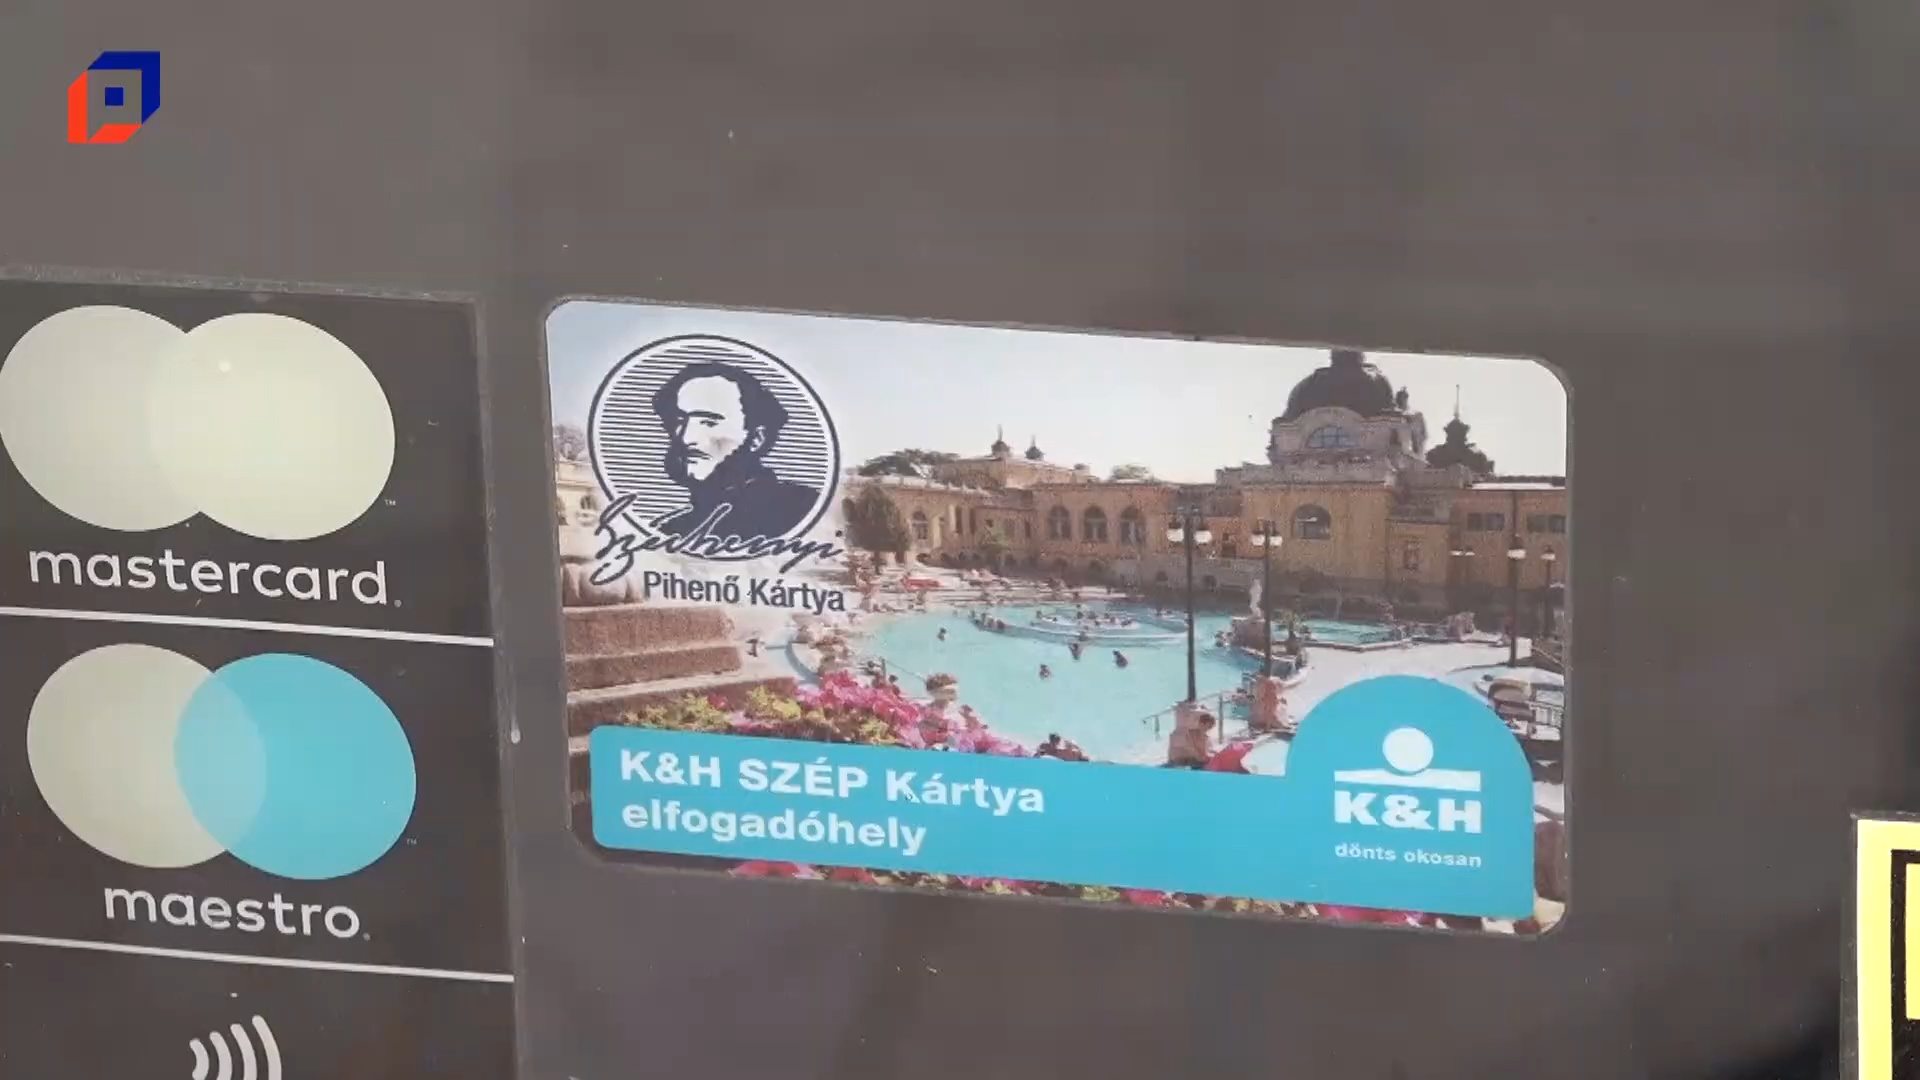 mastercard.
maestro.
Széchenyi
Pihenő Kártya
K&H SZÉP Kártya
elfogadóhely
K&H
dönts okosan